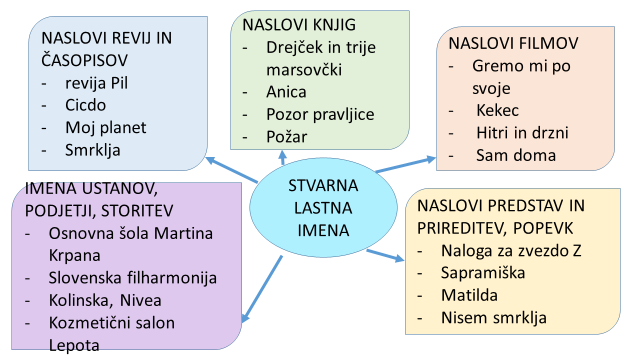 NASLOVI REVIJ IN
ČASOPISOV
- revija Pil
- Cicdo
- Moj planet
- Smrklja
NASLOVI KNJIG
- Drejček in trije
marsovčki
- Anica
- Pozor pravljice
- Požar
NASLOVI FILMOV
- Gremo mi po
svoje
- Kekec
- Hitri in drzni
- Sam doma
STVARNA
LASTNA
IMENA
IMENA USTANOV,
PODJETJI, STORITEV
- Osnovna šola Martina
Krpana
- Slovenska filharmonija
- Kolinska, Nivea
- Kozmetični salon
Lepota
NASLOVI PREDSTAV IN
PRIREDITEV, POPEVK
- Naloga za zvezdo Z
- Sapramiška
- Matilda
- Nisem smrklja